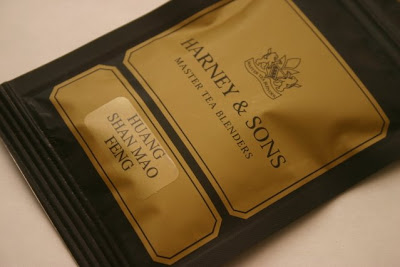 HARNEY & SONS
MASTER TEA BLENDERS
HUANG
SHAN MAO
FENG